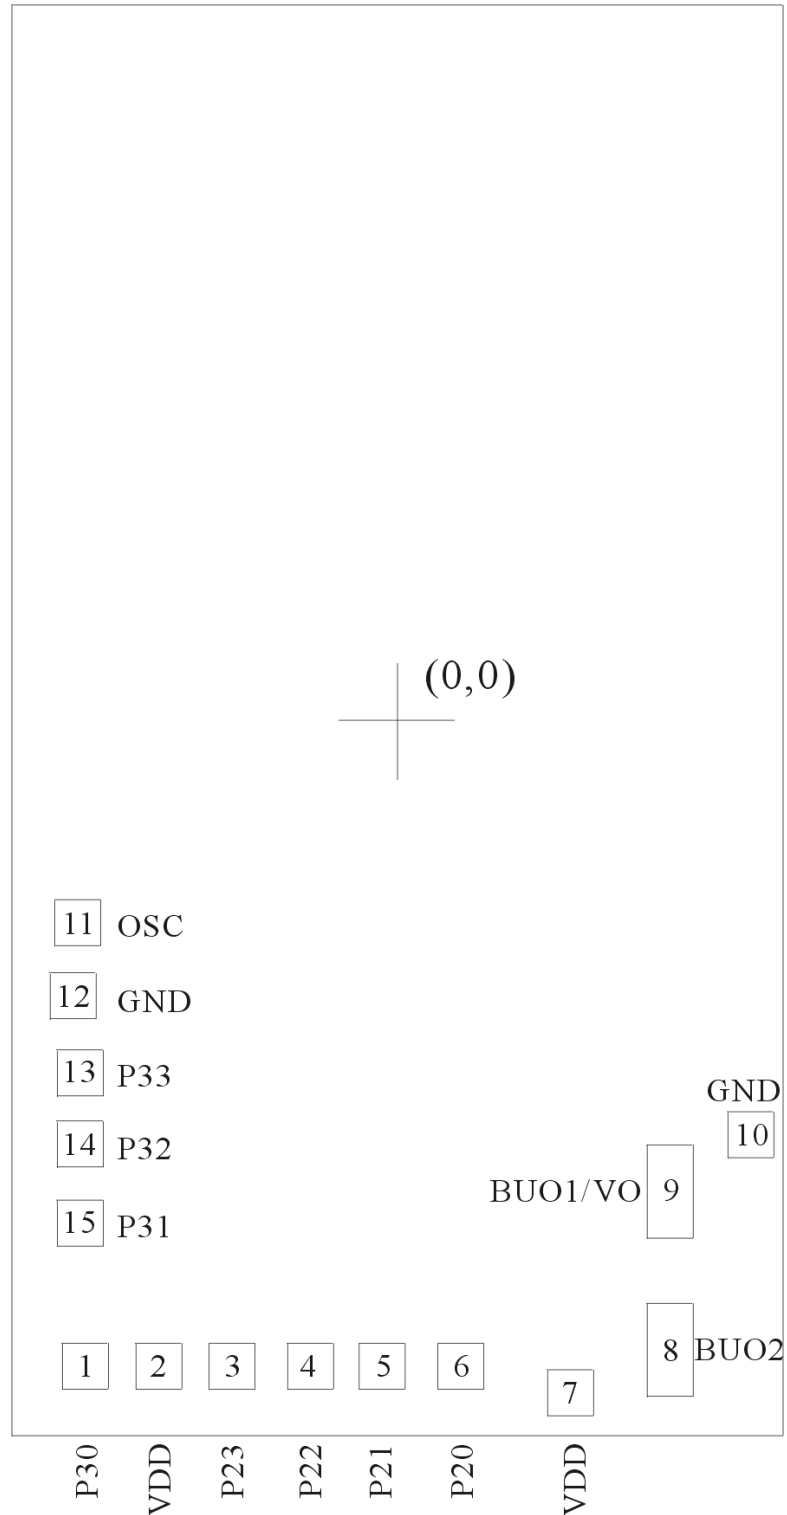 (0,0)
11 OSC
12 GND
13 P33
GND
10
14 P32
BUO1/VO 9
15 P31
8 BUO2
1 2 3 4 5 6
7
P30 VDD P23 P22 P21 P20 VDD